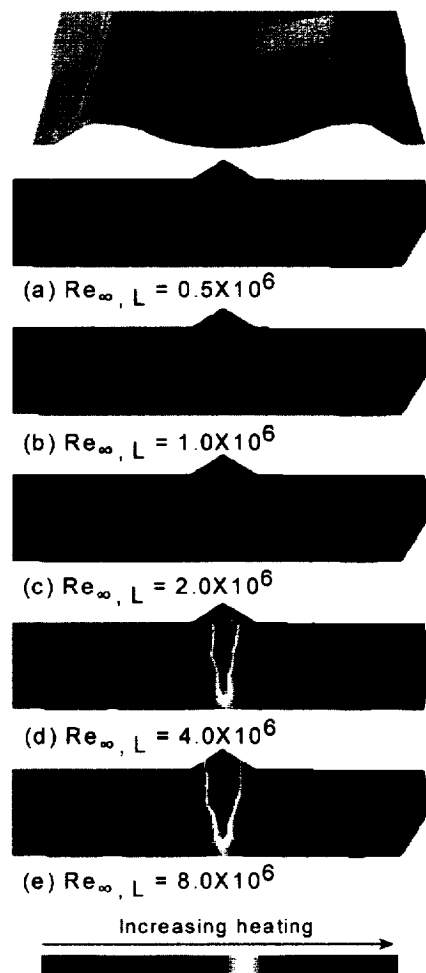 (a) Re∞, L = 0.5X10⁶
(b) Re∞, L = 1.0X10⁶
(c) Re∞, L = 2.0X10⁶
(d) Re∞, L = 4.0X10⁶
(e) Re∞, L = 8.0X10⁶
Increasing heating